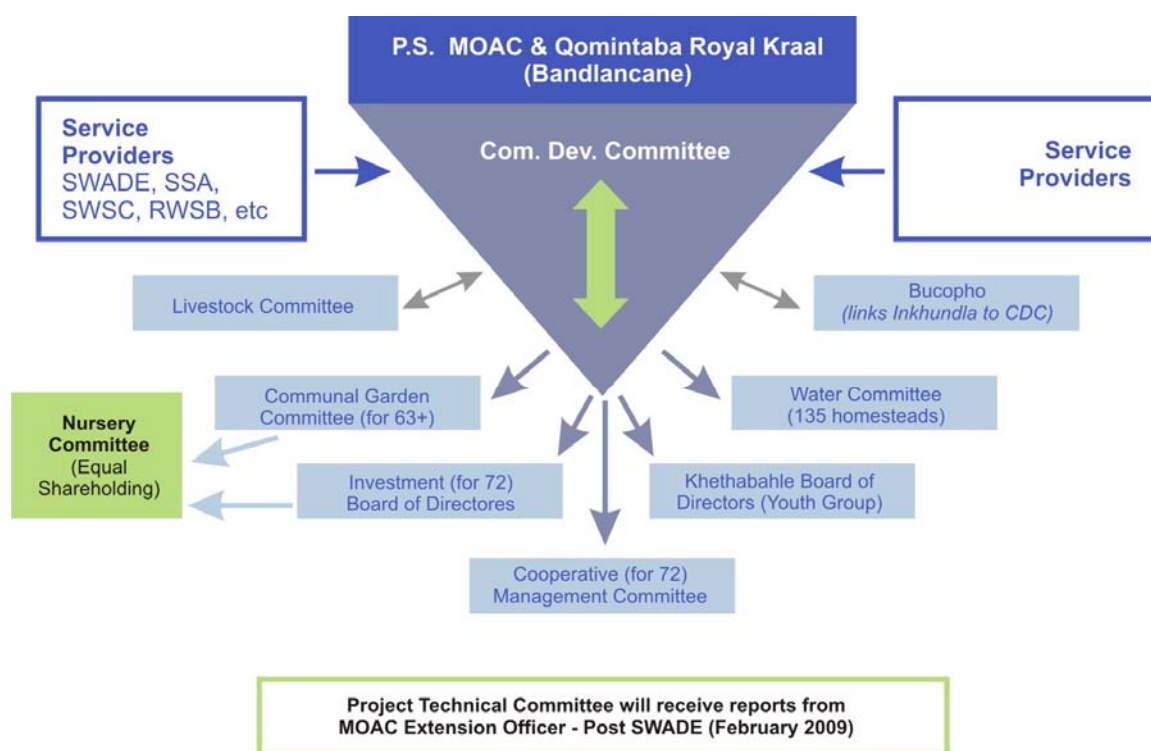 P.S. MOAC & Qomintaba Royal Kraal
(Bandlancane)
Service
Providers
SWADE, SSA,
SWSC, RWSB, etc
Com. Dev. Committee
Service
Providers
Livestock Committee
Bucopho
(links Inkhundla to CDC)
Communal Garden
Committee (for 63+)
Water Committee
(135 homesteads)
Nursery
Committee
(Equal
Shareholding)
Investment (for 72)
Board of Directores
Khethabahle Board of
Directors (Youth Group)
Cooperative (for 72)
Management Committee
Project Technical Committee will receive reports from
MOAC Extension Officer - Post SWADE (February 2009)